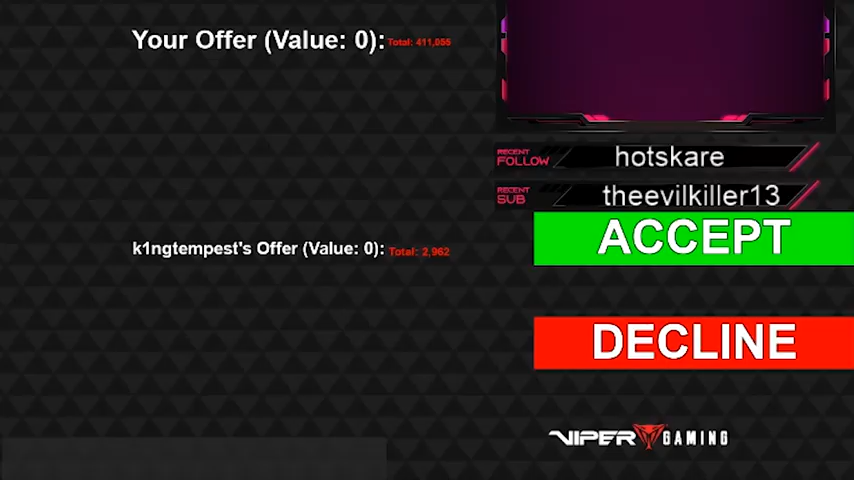 Your Offer (Value: 0): Total: 411,055
RECENT FOLLOW hotskare
RECENT SUB theevilkiller13
ACCEPT
k1ngtempest's Offer (Value: 0): Total: 2,962
DECLINE
VIPER GAMING